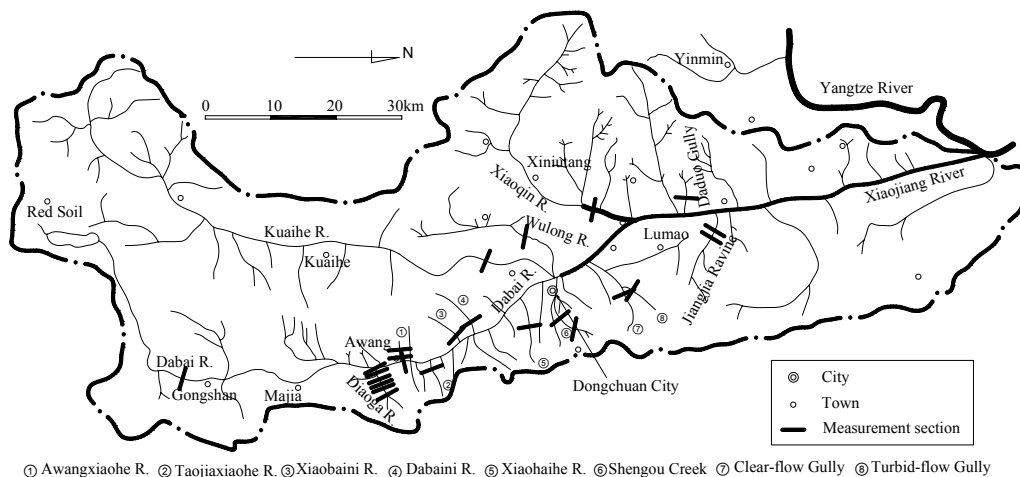 Yinmin
N
Yangtze River
0 10 20 30km
Xiaojiang River
Daduo Gully
Xiniutang
Xiaoqin R.
Red Soil
Wulong R.
Lumao
Kuaihe R.
Kuaihe
Jiangjia Ravine
Dabai R.
④
③
①
⑥
⑦
⑧
Awang
⑤
②
Dabai R.
Gongshan
Majia
Diaoga R.
Dongchuan City
City
Town
Measurement section
① Awangxiaohe R. ② Taojiaxiaohe R. ③ Xiaobaini R. ④ Dabaini R. ⑤ Xiaohaihe R. ⑥ Shengou Creek ⑦ Clear-flow Gully ⑧ Turbid-flow Gully